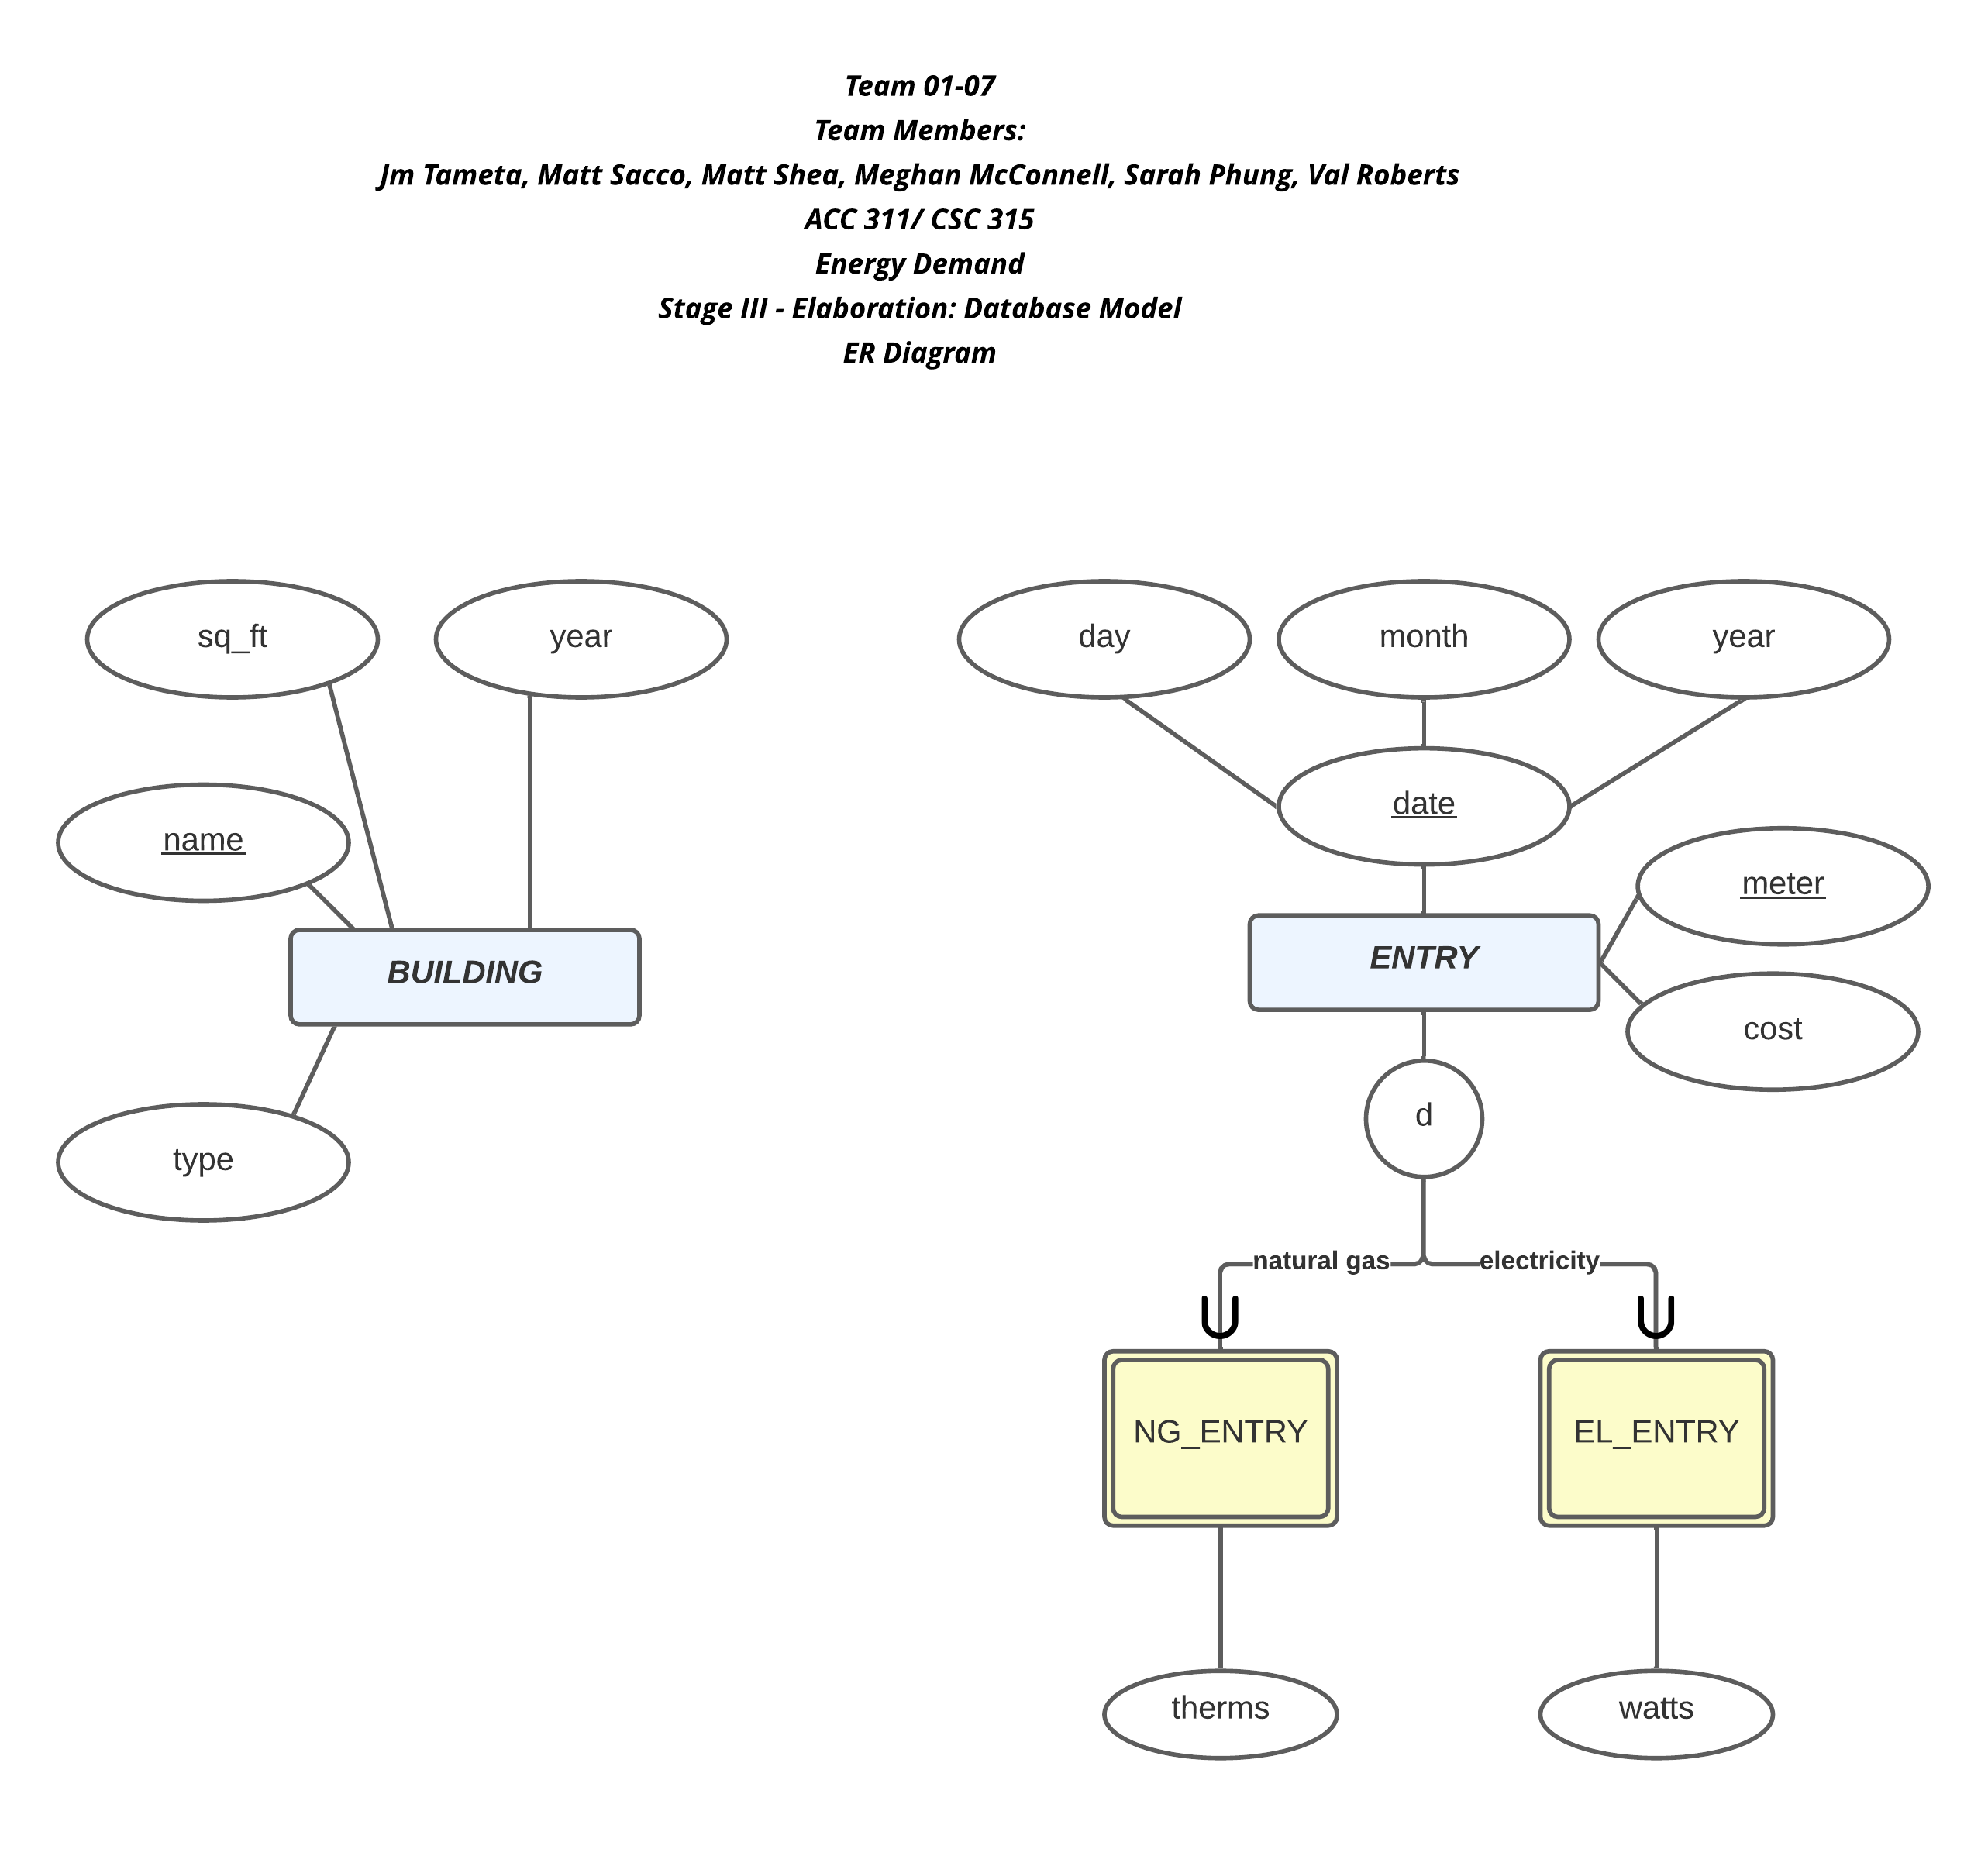 Team 01-07
Team Members:
Jm Tameta, Matt Sacco, Matt Shea, Meghan McConnell, Sarah Phung, Val Roberts
ACC 311/ CSC 315
Energy Demand
Stage III - Elaboration: Database Model
ER Diagram
sq_ft
year
name
BUILDING
type
day
month
year
date
meter
ENTRY
cost
d
natural gas
electricity
NG_ENTRY
EL_ENTRY
therms
watts